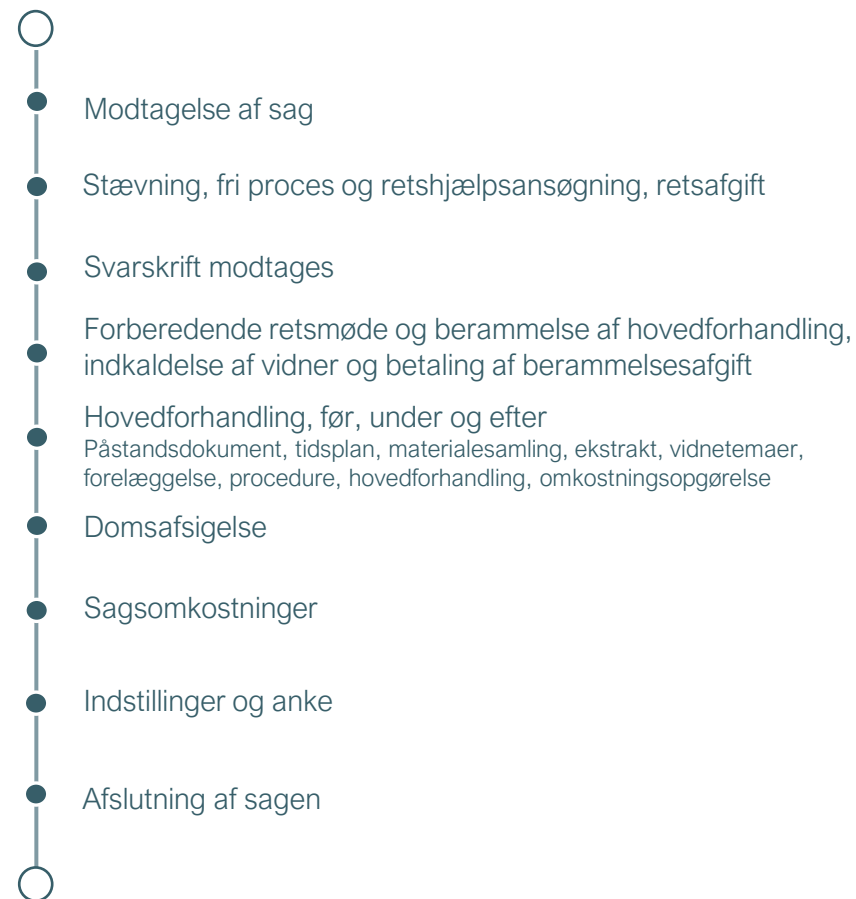 Modtagelse af sag
Stævning, fri proces og retshjælpsansøgning, retsafgift
Svarskrift modtages
Forberedende retsmøde og berammelse af hovedforhandling,
indkaldelse af vidner og betaling af berammelsesafgift
Hovedforhandling, før, under og efter
Påstandsdokument, tidsplan, materialesamling, ekstrakt, vidnetemaer,
forelæggelse, procedure, hovedforhandling, omkostningsopgørelse
Domsafsigelse
Sagsomkostninger
Indstillinger og anke
Afslutning af sagen